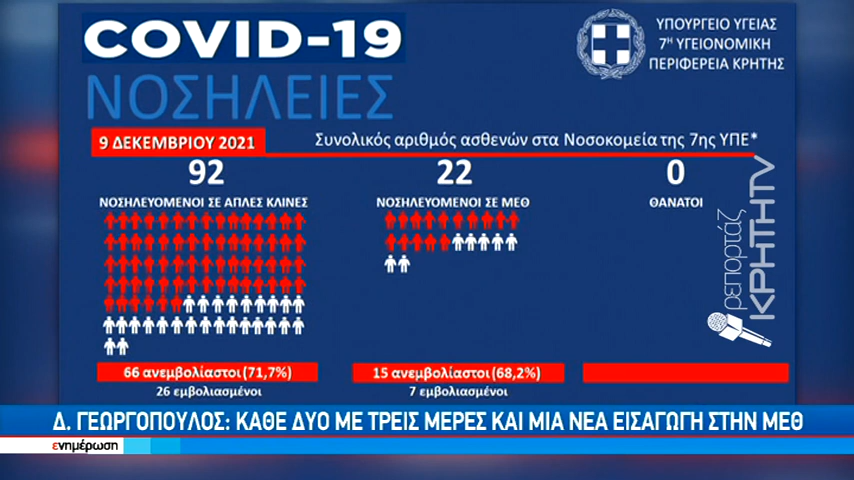 COVID-19
ΝΟΣΗΛΕΙΕΣ
ΥΠΟΥΡΓΕΙΟ ΥΓΕΙΑΣ
7Η ΥΓΕΙΟΝΟΜΙΚΗ
ΠΕΡΙΦΕΡΕΙΑ ΚΡΗΤΗΣ
9 ΔΕΚΕΜΒΡΙΟΥ 2021
Συνολικός αριθμός ασθενών στα Νοσοκομεία της 7ης ΥΠΕ*
92
ΝΟΣΗΛΕΥΟΜΕΝΟΙ ΣΕ ΑΠΛΕΣ ΚΛΙΝΕΣ
66 ανεμβολίαστοι (71,7%)
26 εμβολιασμένοι
22
ΝΟΣΗΛΕΥΟΜΕΝΟΙ ΣΕ ΜΕΘ
15 ανεμβολίαστοι (68,2%)
7 εμβολιασμένοι
0
ΘΑΝΑΤΟΙ
ρεπορτάζ
ΚΡΗΤΗTV
Δ. ΓΕΩΡΓΟΠΟΥΛΟΣ: ΚΑΘΕ ΔΥΟ ΜΕ ΤΡΕΙΣ ΜΕΡΕΣ ΚΑΙ ΜΙΑ ΝΕΑ ΕΙΣΑΓΩΓΗ ΣΤΗΝ ΜΕΘ
ενημέρωση